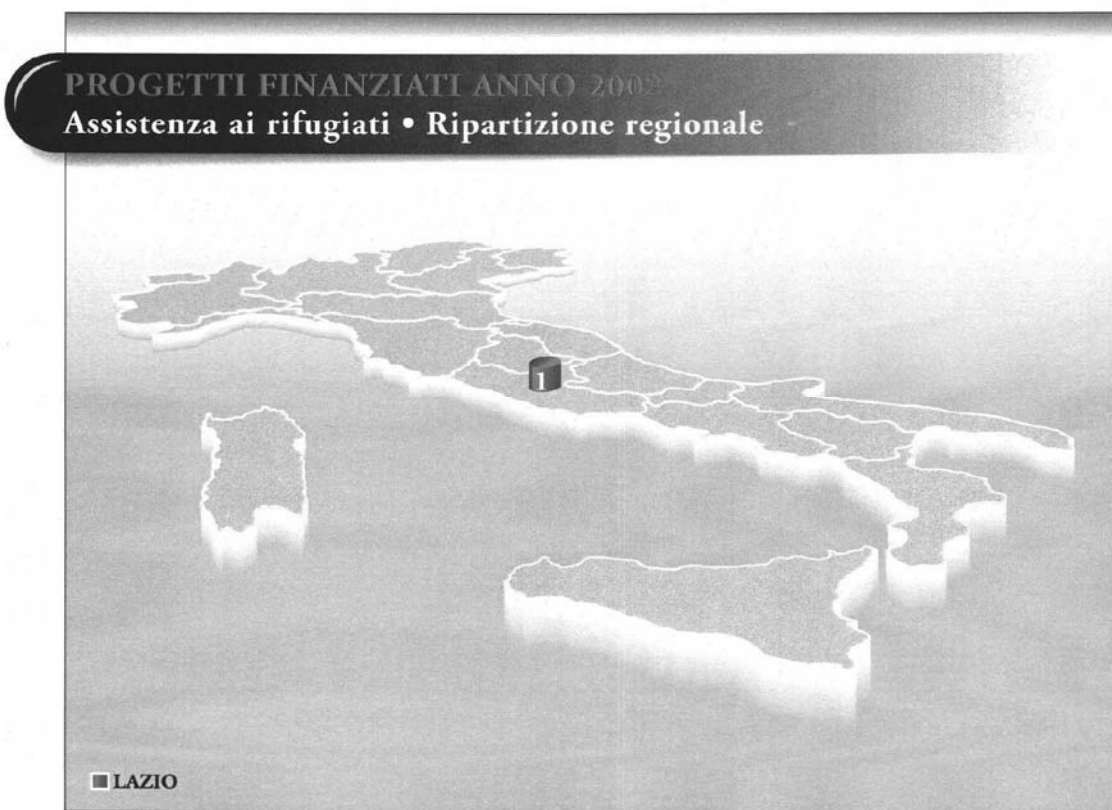 PROGETTI FINANZIATI ANNO 2002
Assistenza ai rifugiati • Ripartizione regionale
1
LAZIO